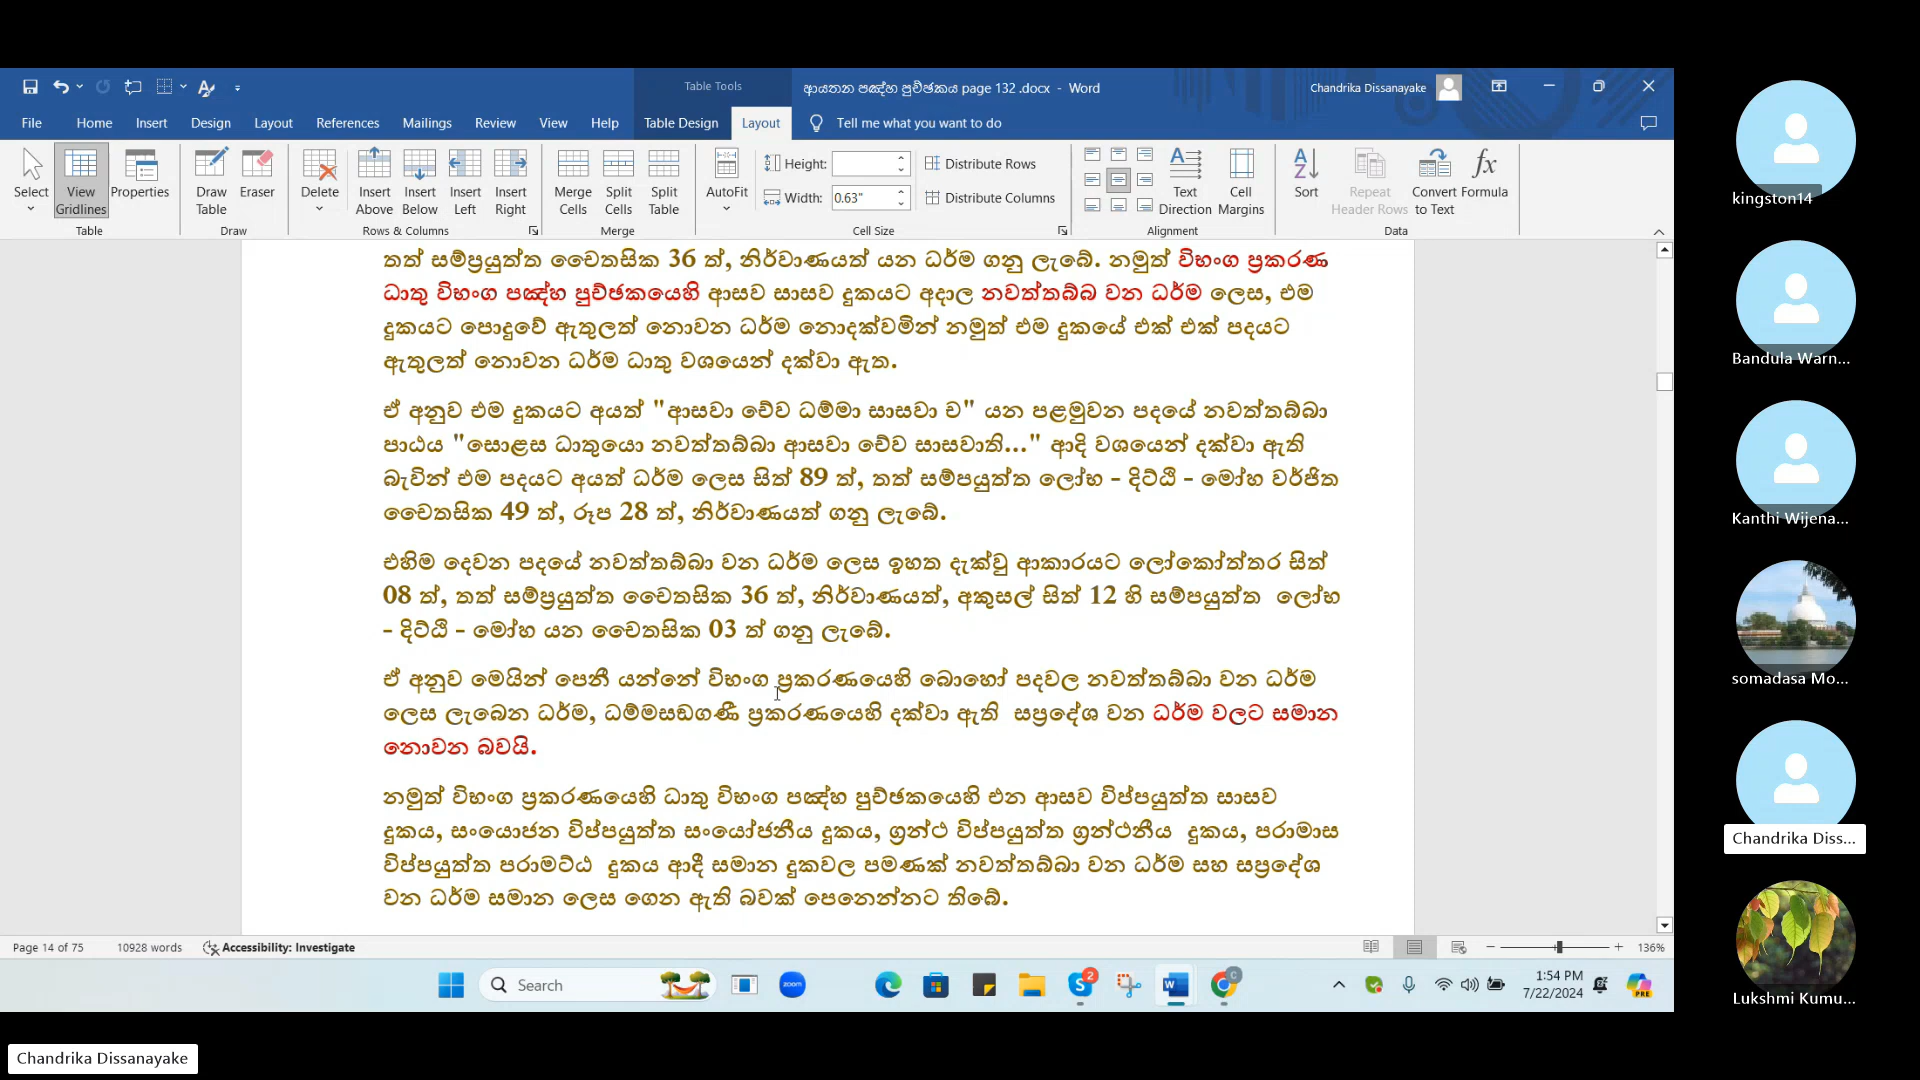 Table Tools
ආයතන පඤ්හ පුච්ඡකය page 132 .docx - Word
Chandrika Dissanayake
File Home Insert Design Layout References Mailings Review View Help Table Design Layout Tell me what you want to do
Select
View Gridlines
Properties
Table
Draw Table
Eraser
Draw
Delete
Insert Above
Insert Below
Insert Left
Insert Right
Rows & Columns
Merge Cells
Split Cells
Split Table
Merge
AutoFit
Height:
Width: 0.63"
Distribute Rows
Distribute Columns
Cell Size
Text Direction
Cell Margins
Alignment
Sort
Repeat Header Rows
Convert to Text
Formula
Data
තත් සම්ප්‍රයුත්ත චෛතසික 36 ත්, නිර්වාණයත් යන ධර්ම ගනු ලැබේ. නමුත් විභංග ප්‍රකරණ
ධාතු විභංග පඤ්හ පුච්ඡකයෙහි ආසව සාසව දුකයට අදාල නවත්තබ්බ වන ධර්ම ලෙස, එම
දුකයට පොදුවේ ඇතුලත් නොවන ධර්ම නොදක්වමින් නමුත් එම දුකයේ එක් එක් පදයට
ඇතුලත් නොවන ධර්ම ධාතු වශයෙන් දක්වා ඇත.
ඒ අනුව එම දුකයට අයත් "ආසවා චේව ධම්මා සාසවා ච" යන පළමුවන පදයේ නවත්තබ්බා
පාඨය "සොළස ධාතුයො නවත්තබ්බා ආසවා චේව සාසවාති..." ආදි වශයෙන් දක්වා ඇති
බැවින් එම පදයට අයත් ධර්ම ලෙස සිත් 89 ත්, තත් සම්පයුත්ත ලෝභ - දිට්ඨි - මෝහ වර්ජිත
චෛතසික 49 ත්, රූප 28 ත්, නිර්වාණයත් ගනු ලැබේ.
එහිම දෙවන පදයේ නවත්තබ්බා වන ධර්ම ලෙස ඉහත දැක්වූ ආකාරයට ලෝකෝත්තර සිත්
08 ත්, තත් සම්ප්‍රයුත්ත චෛතසික 36 ත්, නිර්වාණයත්, අකුසල් සිත් 12 හි සම්පයුත්ත ලෝභ
- දිට්ඨි - මෝහ යන චෛතසික 03 ත් ගනු ලැබේ.
ඒ අනුව මෙයින් පෙනී යන්නේ විභංග ප්‍රකරණයෙහි බොහෝ පදවල නවත්තබ්බා වන ධර්ම
ලෙස ලැබෙන ධර්ම, ධම්මසඞගණී ප්‍රකරණයෙහි දක්වා ඇති සප්‍රදේශ වන ධර්ම වලට සමාන
නොවන බවයි.
නමුත් විභංග ප්‍රකරණයෙහි ධාතු විභංග පඤ්හ පුච්ඡකයෙහි එන ආසව විප්පයුත්ත සාසව
දුකය, සංයොජන විප්පයුත්ත සංයෝජනීය දුකය, ග්‍රන්ථ විප්පයුත්ත ග්‍රන්ථනීය දුකය, පරාමාස
විප්පයුත්ත පරාමට්ඨ දුකය ආදී සමාන දුකවල පමණක් නවත්තබ්බා වන ධර්ම සහ සප්‍රදේශ
වන ධර්ම සමාන ලෙස ගෙන ඇති බවක් පෙනෙන්නට තිබේ.
Page 14 of 75 10928 words Accessibility: Investigate 136%
Search
zoom
2
1:54 PM
7/22/2024
PRE
kingston14
Bandula Warn...
Kanthi Wijena...
somadasa Mo...
Chandrika Diss...
Lukshmi Kumu...
Chandrika Dissanayake